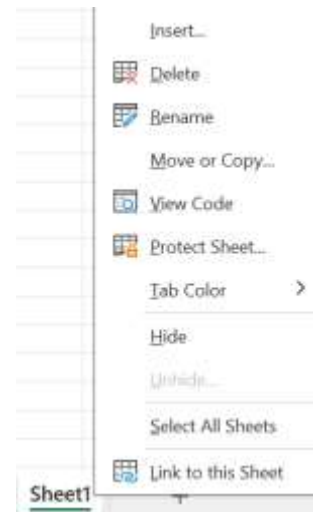 Insert...
Delete
Rename
Move or Copy...
View Code
Protect Sheet...
Tab Color
Hide
Unhide...
Select All Sheets
Link to this Sheet
Sheet1